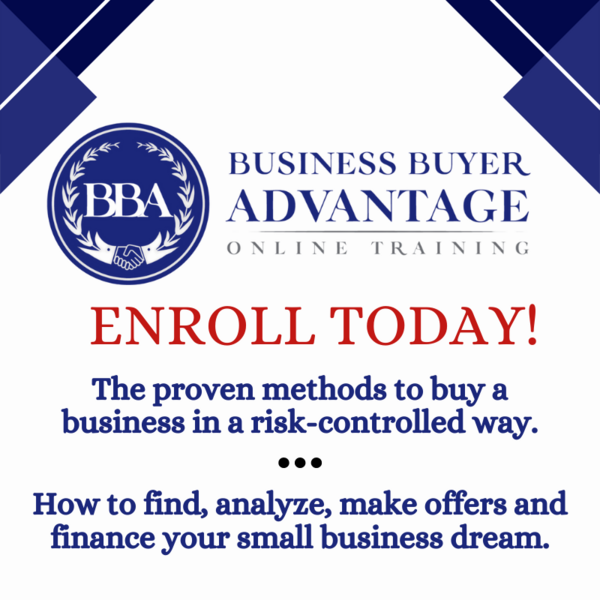 BBA
BUSINESS BUYER
ADVANTAGE
ONLINE TRAINING
ENROLL TODAY!
The proven methods to buy a
business in a risk-controlled way.
•••
How to find, analyze, make offers and
finance your small business dream.